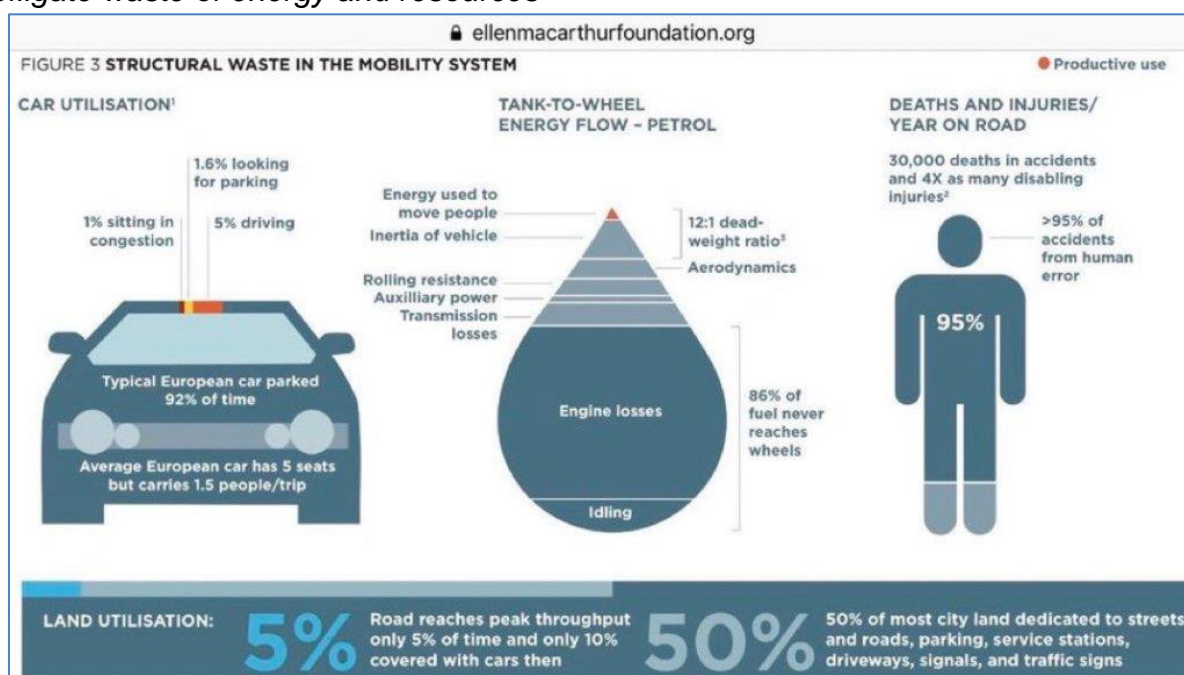 waste of energy and resources
ellenmacarthurfoundation.org
FIGURE 3 STRUCTURAL WASTE IN THE MOBILITY SYSTEM
Productive use
CAR UTILISATION¹
1.6% looking
for parking
1% sitting in
congestion
5% driving
Typical European car parked
92% of time
Average European car has 5 seats
but carries 1.5 people/trip
TANK-TO-WHEEL
ENERGY FLOW – PETROL
Energy used to
move people
Inertia of vehicle
12:1 dead-
weight ratio³
Aerodynamics
Rolling resistance
Auxilliary power
Transmission
losses
Engine losses
86% of
fuel never
reaches
wheels
Idling
DEATHS AND INJURIES/
YEAR ON ROAD
30,000 deaths in accidents
and 4X as many disabling
injuries²
>95% of
accidents
from human
error
95%
LAND UTILISATION:
5%
Road reaches peak throughput
only 5% of time and only 10%
covered with cars then
50%
50% of most city land dedicated to streets
and roads, parking, service stations,
driveways, signals, and traffic signs